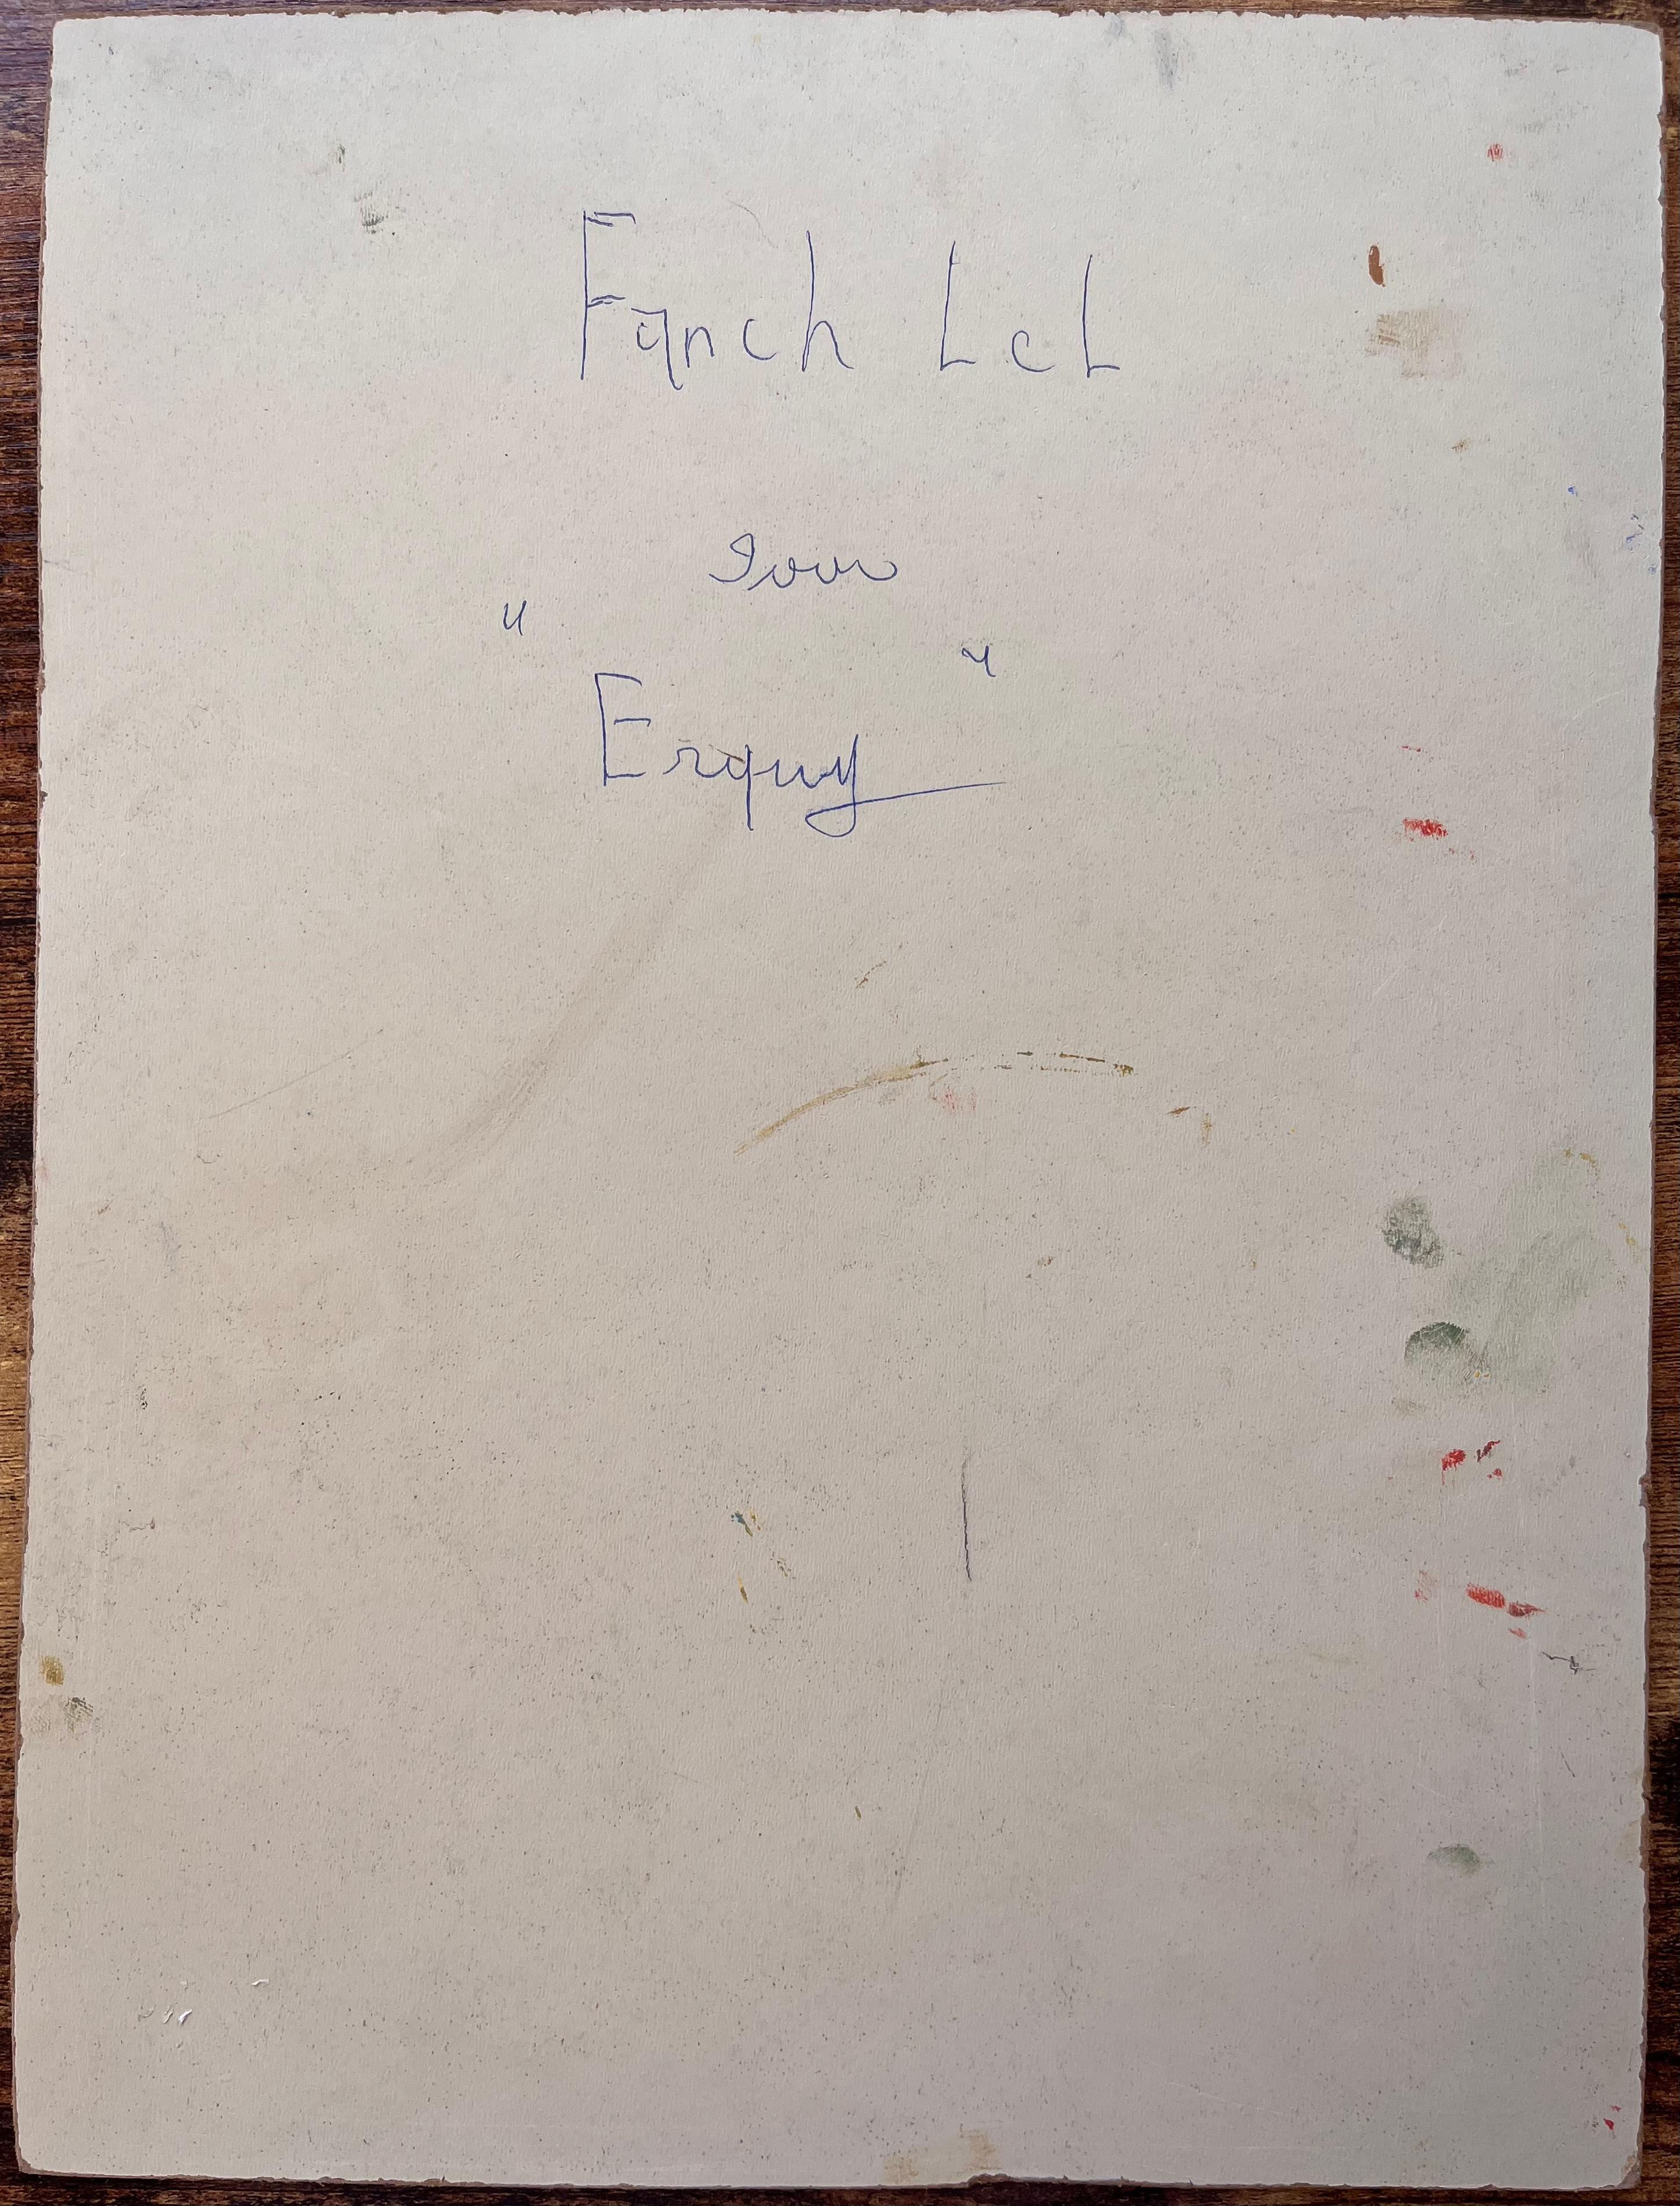 Fanch LeL
"
"
Erquy